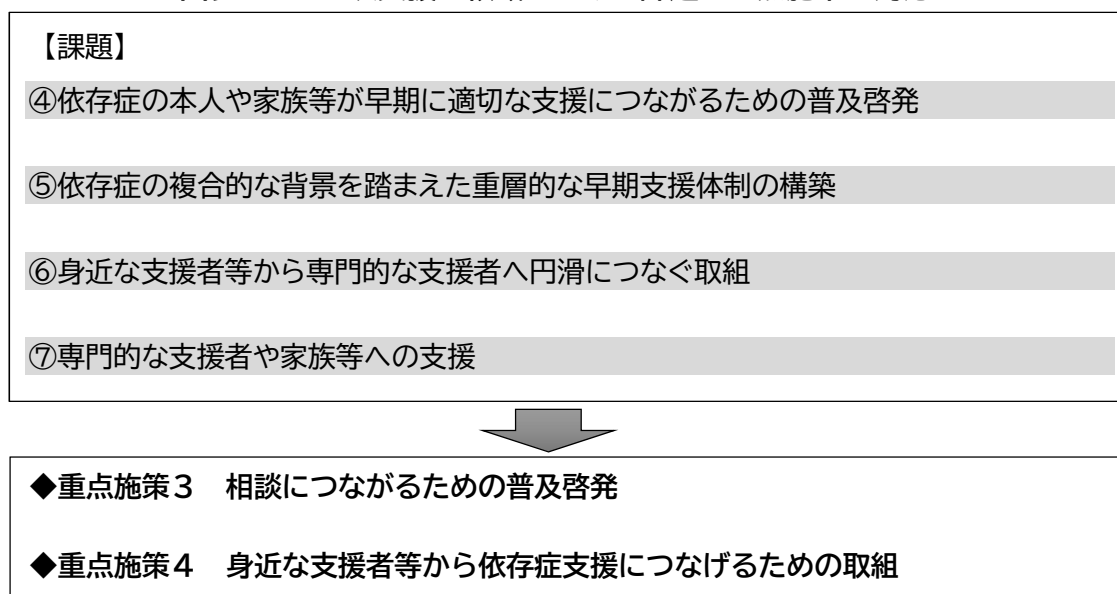 【課題】
④依存症の本人や家族等が早期に適切な支援につながるための普及啓発
⑤依存症の複合的な背景を踏まえた重層的な早期支援体制の構築
⑥身近な支援者等から専門的な支援者へ円滑につなぐ取組
⑦専門的な支援者や家族等への支援
◆重点施策３　相談につながるための普及啓発
◆重点施策４　身近な支援者等から依存症支援につなげるための取組